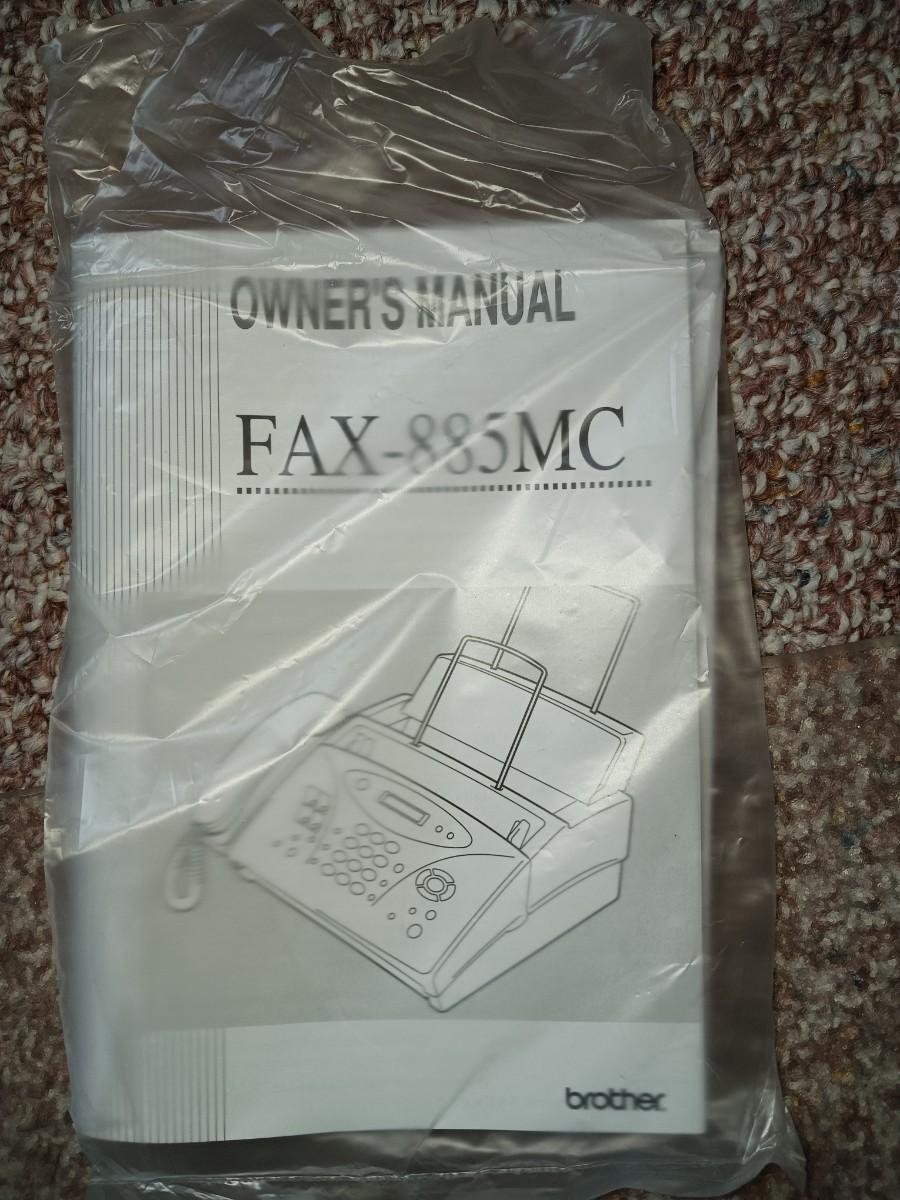 OWNER'S MANUAL
FAX-885MC
brother